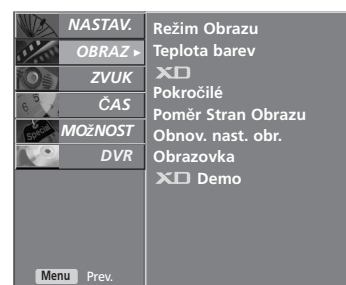 NASTAV.
OBRAZ ▸
ZVUK
ČAS
MOžNOST
DVR
Režim Obrazu
Teplota barev
XD
Pokročilé
Poměr Stran Obrazu
Obnov. nast. obr.
Obrazovka
XD Demo
Special
Menu Prev.